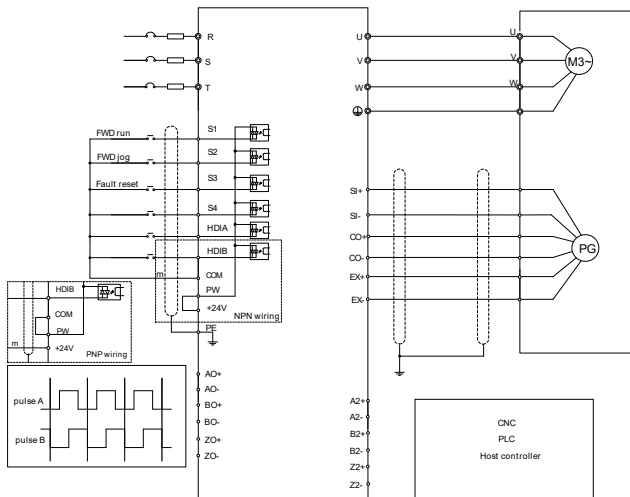 R
S
T
U
V
W
U
V
W
M3~
FWD run
FWD jog
Fault reset
S1
S2
S3
S4
HDIA
HDIB
COM
PW
+24V
PE
m
NPN wiring
HDIB
COM
PW
+24V
m
PNP wiring
SI+
SI-
CO+
CO-
EX+
EX-
PG
pulse A
pulse B
AO+
AO-
BO+
BO-
ZO+
ZO-
A2+
A2-
B2+
B2-
Z2+
Z2-
CNC
PLC
Host controller